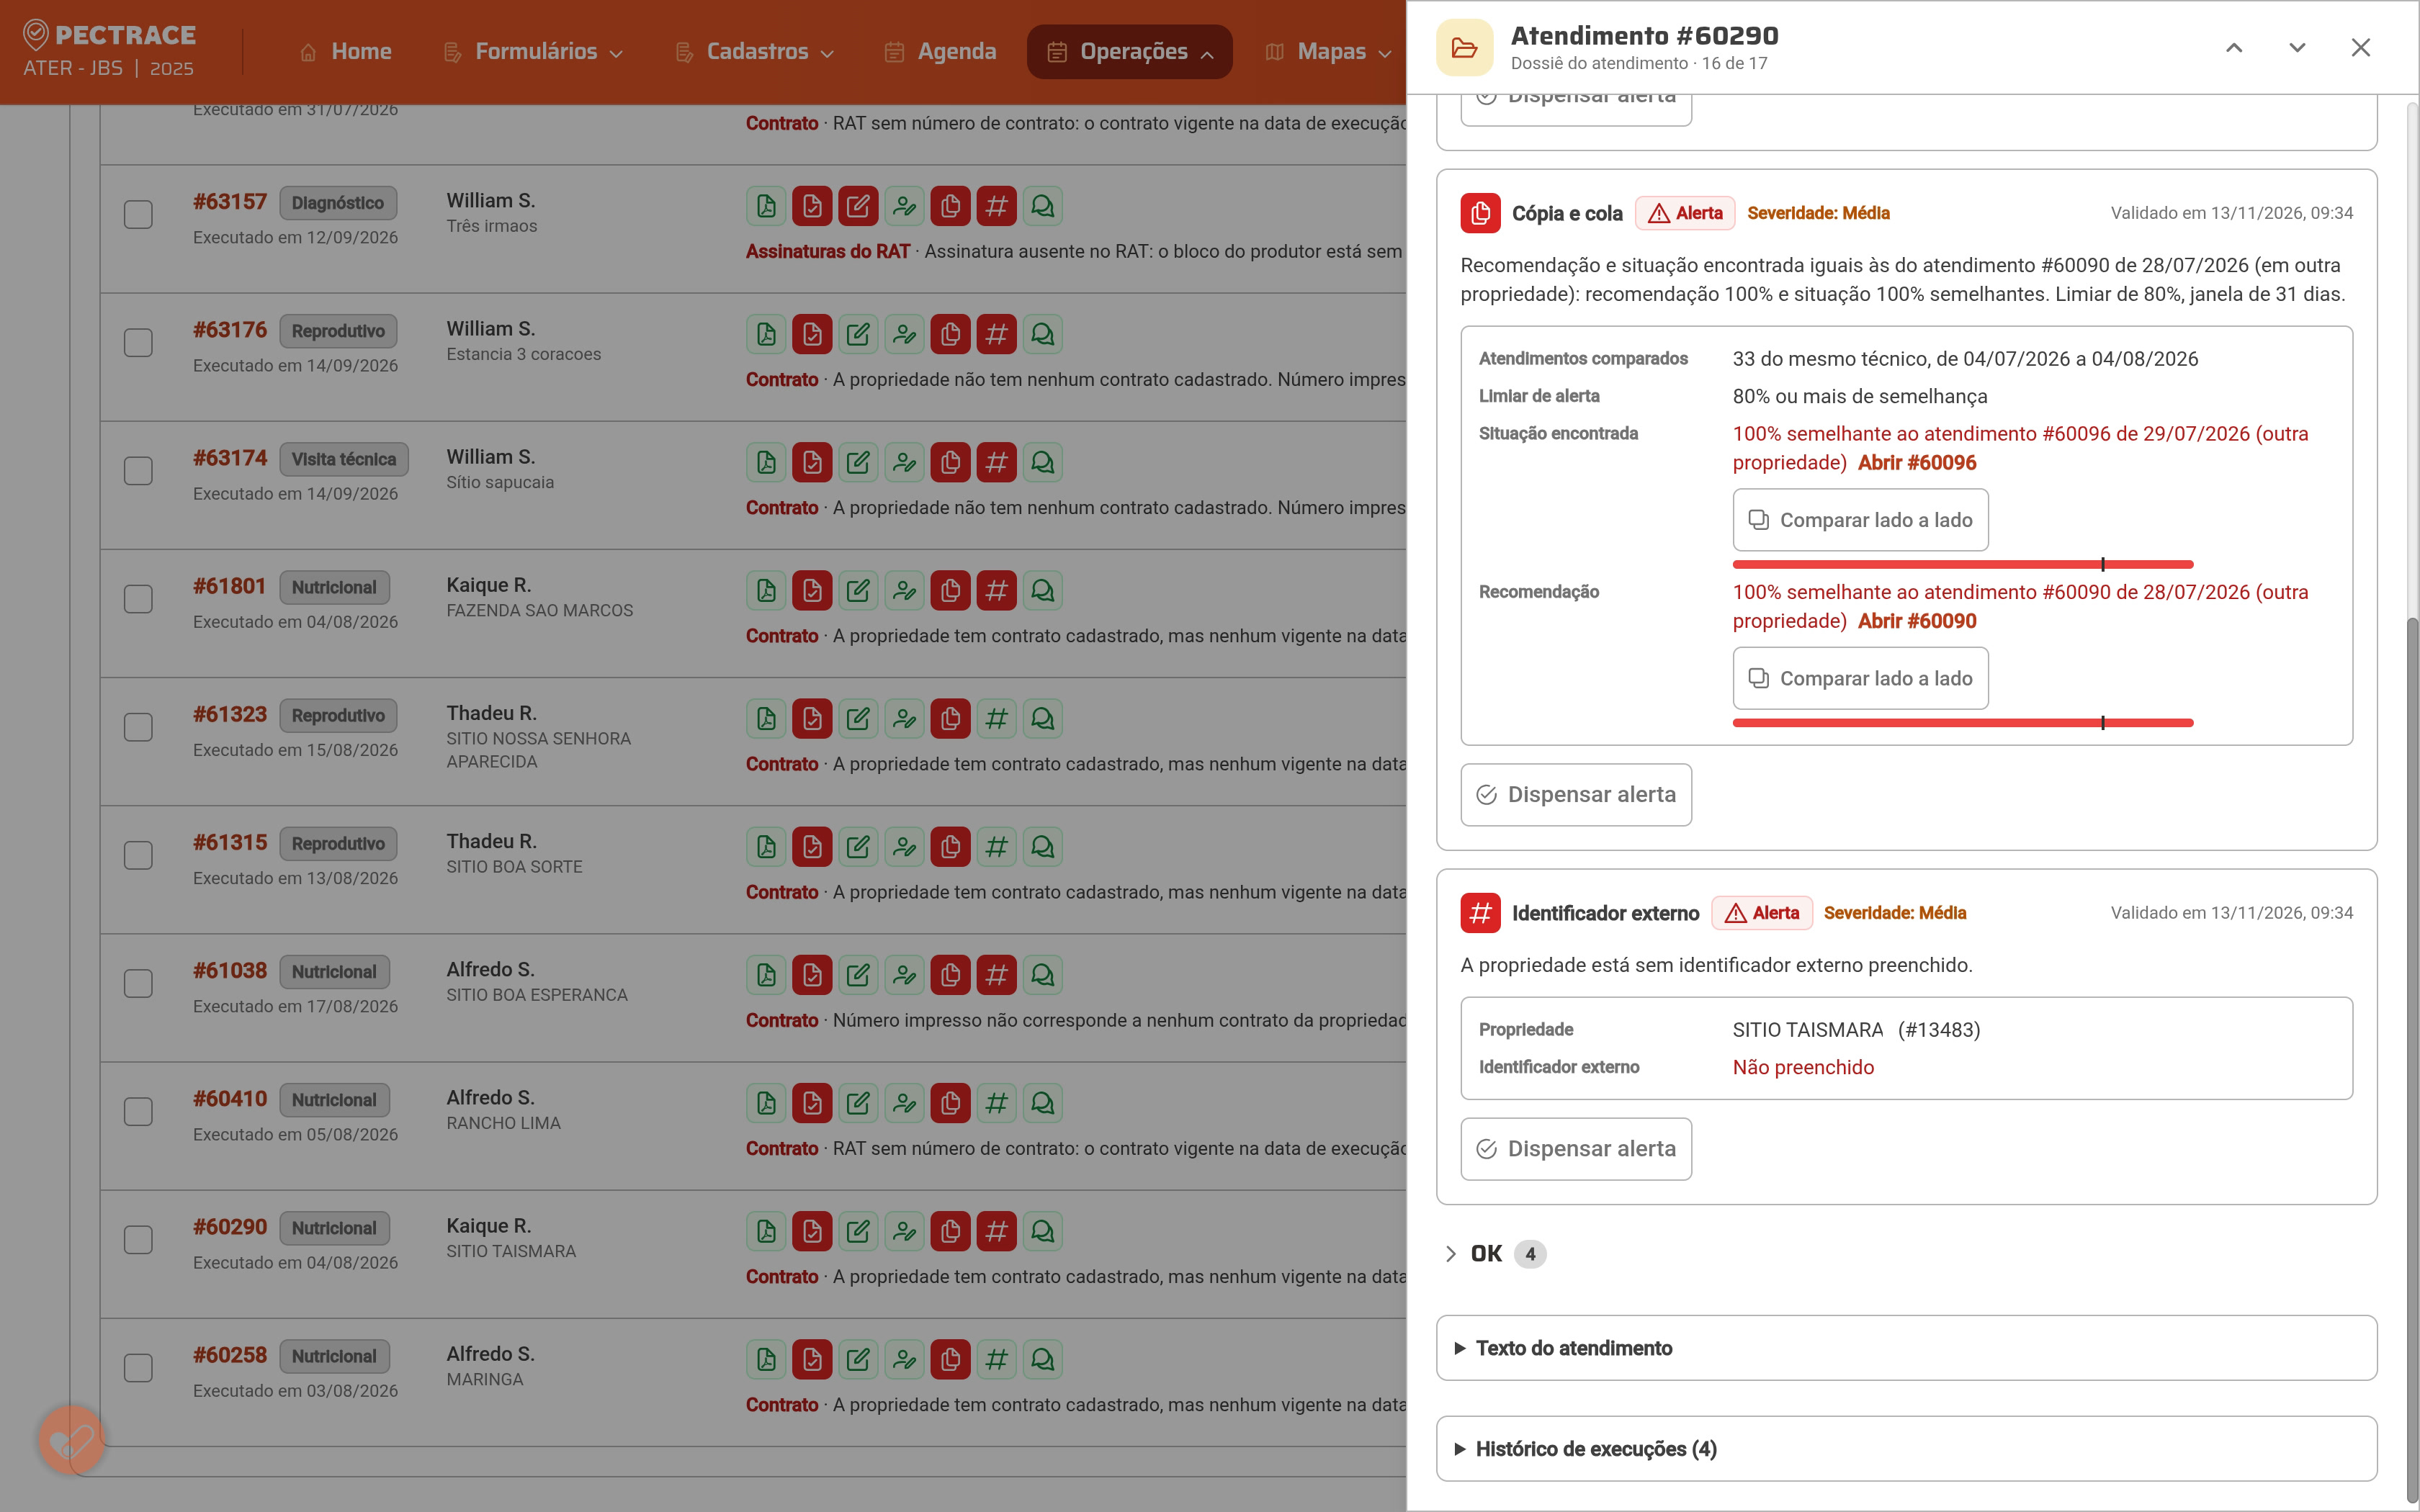 PECTRACE
ATER - JBS | 2025
Home
Formulários
Cadastros
Agenda
Operações
Mapas
Executado em 31/07/2026
Contrato · RAT sem número de contrato: o contrato vigente na data de execução
#63157 Diagnóstico
Executado em 12/09/2026
William S.
Três irmaos
Assinaturas do RAT · Assinatura ausente no RAT: o bloco do produtor está sem
#63176 Reprodutivo
Executado em 14/09/2026
William S.
Estancia 3 coracoes
Contrato · A propriedade não tem nenhum contrato cadastrado. Número impres
#63174 Visita técnica
Executado em 14/09/2026
William S.
Sítio sapucaia
Contrato · A propriedade não tem nenhum contrato cadastrado. Número impres
#61801 Nutricional
Executado em 04/08/2026
Kaique R.
FAZENDA SAO MARCOS
Contrato · A propriedade tem contrato cadastrado, mas nenhum vigente na data
#61323 Reprodutivo
Executado em 15/08/2026
Thadeu R.
SITIO NOSSA SENHORA
APARECIDA
Contrato · A propriedade tem contrato cadastrado, mas nenhum vigente na data
#61315 Reprodutivo
Executado em 13/08/2026
Thadeu R.
SITIO BOA SORTE
Contrato · A propriedade tem contrato cadastrado, mas nenhum vigente na data
#61038 Nutricional
Executado em 17/08/2026
Alfredo S.
SITIO BOA ESPERANCA
Contrato · Número impresso não corresponde a nenhum contrato da propriedad
#60410 Nutricional
Executado em 05/08/2026
Alfredo S.
RANCHO LIMA
Contrato · RAT sem número de contrato: o contrato vigente na data de execução
#60290 Nutricional
Executado em 04/08/2026
Kaique R.
SITIO TAISMARA
Contrato · A propriedade tem contrato cadastrado, mas nenhum vigente na data
#60258 Nutricional
Executado em 03/08/2026
Alfredo S.
MARINGA
Contrato · A propriedade tem contrato cadastrado, mas nenhum vigente na data
Atendimento #60290
Dossiê do atendimento · 16 de 17
Dispensar alerta
Cópia e cola Alerta Severidade: Média Validado em 13/11/2026, 09:34
Recomendação e situação encontrada iguais às do atendimento #60090 de 28/07/2026 (em outra
propriedade): recomendação 100% e situação 100% semelhantes. Limiar de 80%, janela de 31 dias.
Atendimentos comparados 33 do mesmo técnico, de 04/07/2026 a 04/08/2026
Limiar de alerta 80% ou mais de semelhança
Situação encontrada 100% semelhante ao atendimento #60096 de 29/07/2026 (outra
propriedade) Abrir #60096
Comparar lado a lado
Recomendação 100% semelhante ao atendimento #60090 de 28/07/2026 (outra
propriedade) Abrir #60090
Comparar lado a lado
Dispensar alerta
Identificador externo Alerta Severidade: Média Validado em 13/11/2026, 09:34
A propriedade está sem identificador externo preenchido.
Propriedade SITIO TAISMARA (#13483)
Identificador externo Não preenchido
Dispensar alerta
OK 4
Texto do atendimento
Histórico de execuções (4)